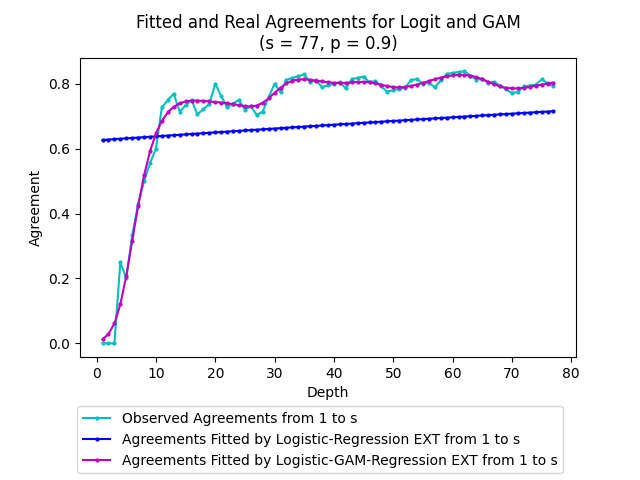 Fitted and Real Agreements for Logit and GAM
(s = 77, p = 0.9)
Agreement
0.8
0.6
0.4
0.2
0.0
0 10 20 30 40 50 60 70 80
Depth
Observed Agreements from 1 to s
Agreements Fitted by Logistic-Regression EXT from 1 to s
Agreements Fitted by Logistic-GAM-Regression EXT from 1 to s